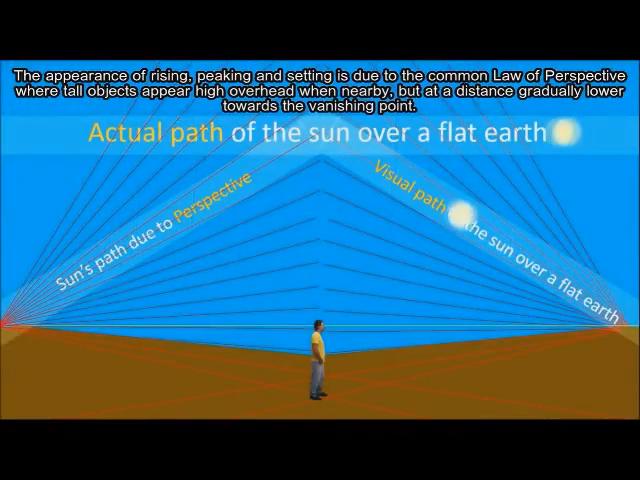 The appearance of rising, peaking and setting is due to the common Law of Perspective
where tall objects appear high overhead when nearby, but at a distance gradually lower
towards the vanishing point.
Actual path of the sun over a flat earth
Sun's path due to Perspective
Visual path the sun over a flat earth